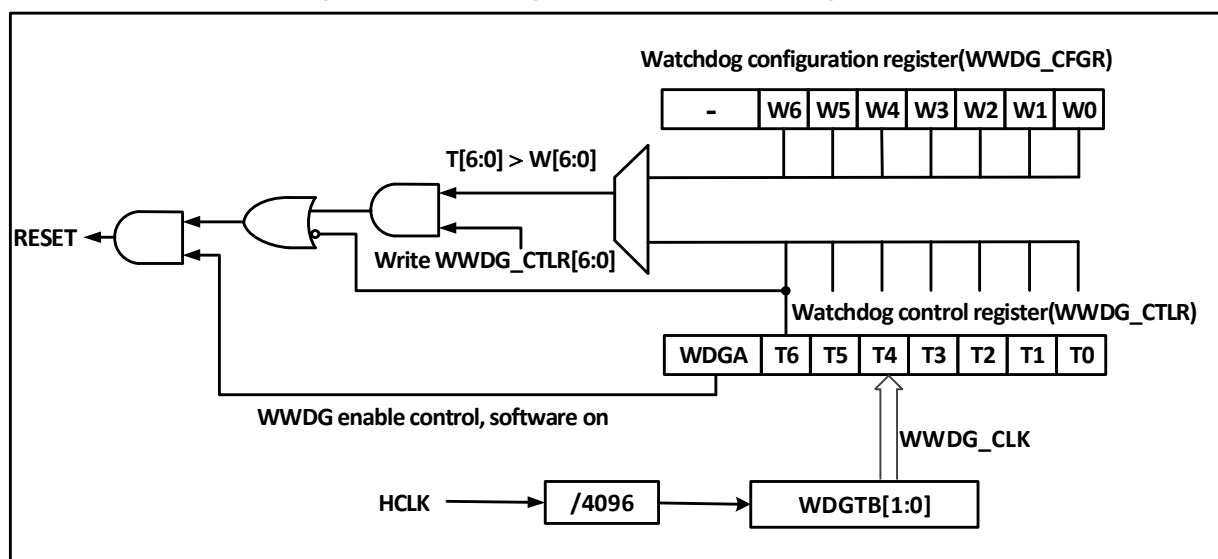 Watchdog configuration register(WWDG_CFGR)
- W6 W5 W4 W3 W2 W1 W0
T[6:0] > W[6:0]
RESET
Write WWDG_CTLR[6:0]
Watchdog control register(WWDG_CTLR)
WDGA T6 T5 T4 T3 T2 T1 T0
WWDG enable control, software on
WWDG_CLK
HCLK /4096 WDGTB[1:0]